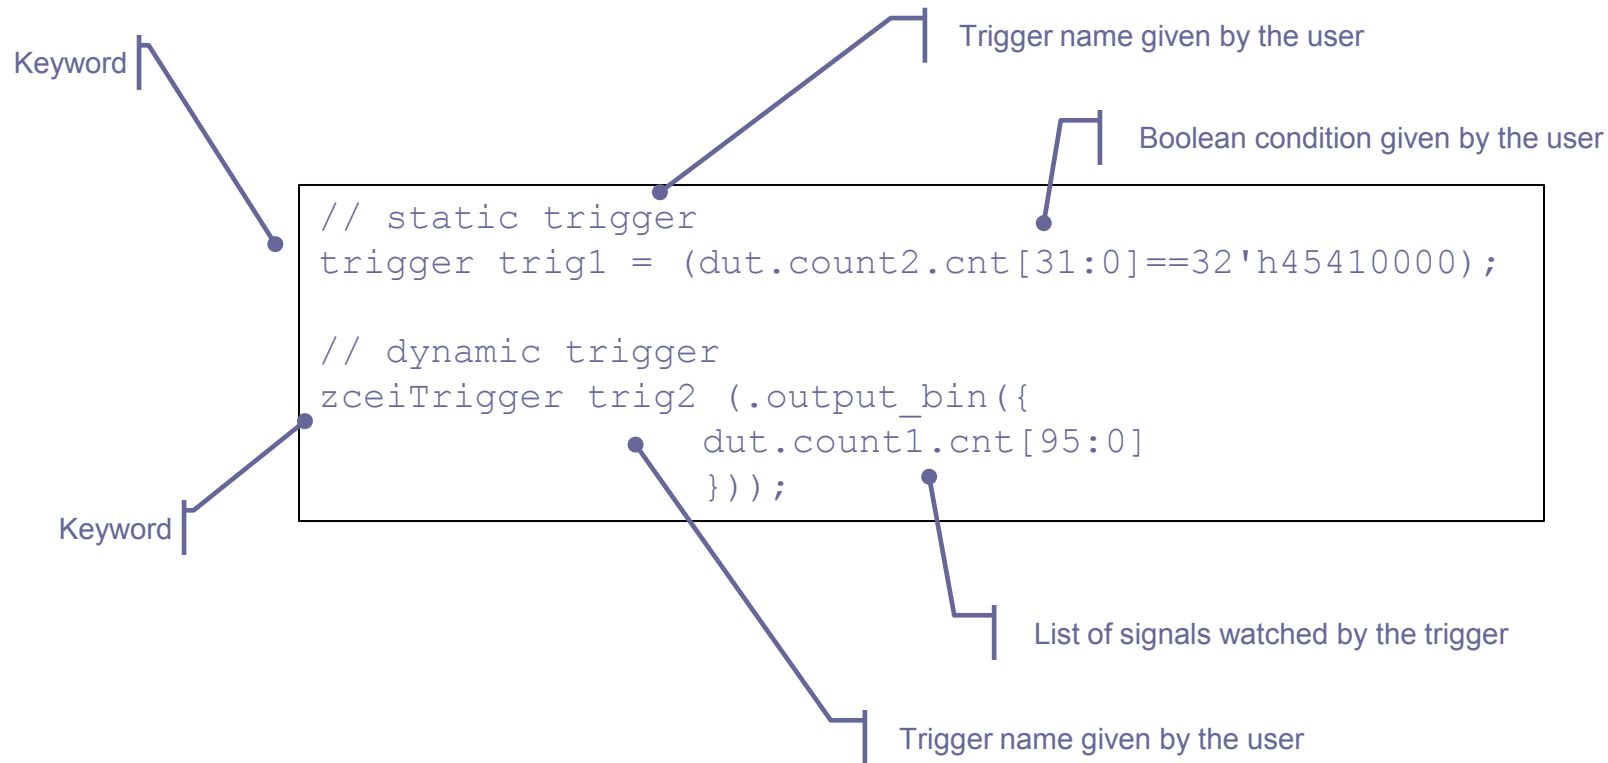 Trigger name given by the user
Keyword
Boolean condition given by the user
// static trigger
trigger trig1 = (dut.count2.cnt[31:0]==32'h45410000);
// dynamic trigger
zceiTrigger trig2 (.output_bin({
dut.count1.cnt[95:0]
}));
Keyword
List of signals watched by the trigger
Trigger name given by the user